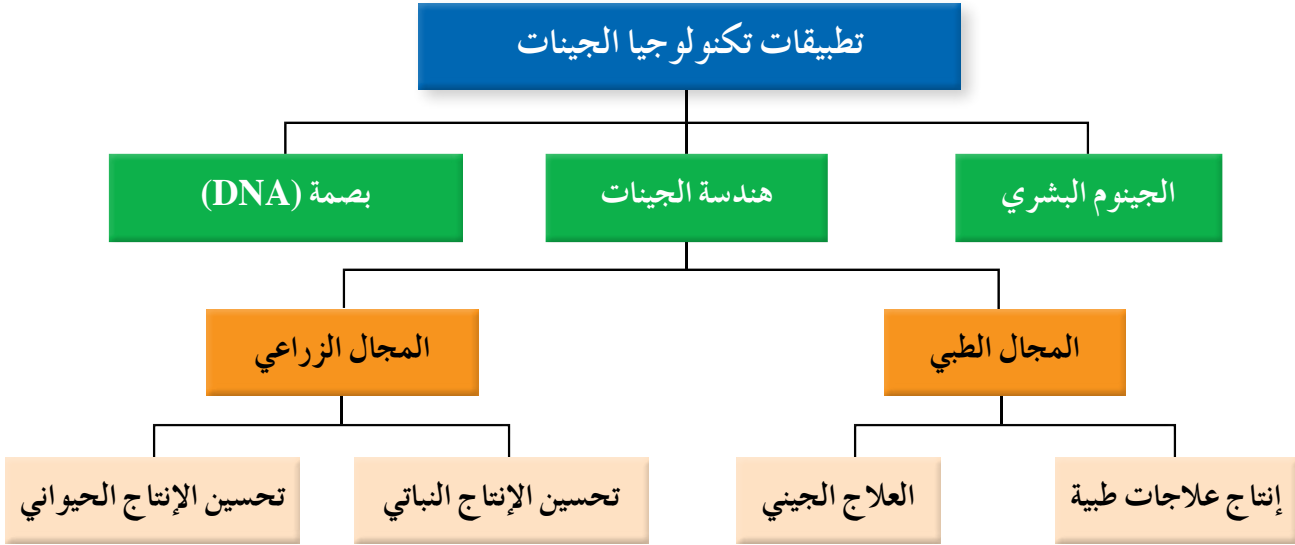 تطبيقات تكنولوجيا الجينات
الجينوم البشري
هندسة الجينات
بصمة (DNA)
المجال الطبي
المجال الزراعي
إنتاج علاجات طبية
العلاج الجيني
تحسين الإنتاج النباتي
تحسين الإنتاج الحيواني